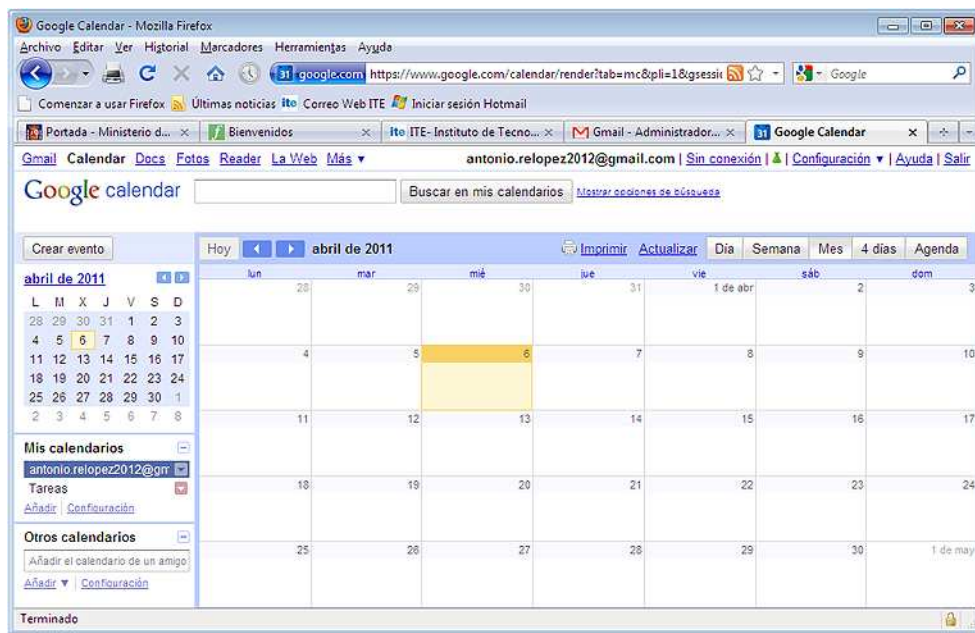 Google Calendar - Mozilla Firefox
Archivo Editar Ver Historial Marcadores Herramientas Ayuda
31 google.com https://www.google.com/calendar/render?tab=mc&pli=1&gsessic Google
Comenzar a usar Firefox Últimas noticias ite Correo Web ITE Iniciar sesión Hotmail
Portada - Ministerio d... Bienvenidos ite ITE- Instituto de Tecno... Gmail - Administrador... 31 Google Calendar
Gmail Calendar Docs Fotos Reader La Web Más antonio.relopez2012@gmail.com | Sin conexión | Configuración | Ayuda | Salir
Google calendar Buscar en mis calendarios Mostrar opciones de búsqueda
Crear evento Hoy abril de 2011 Imprimir Actualizar Día Semana Mes 4 días Agenda
abril de 2011
L M X J V S D
28 29 30 31 1 2 3
4 5 6 7 8 9 10
11 12 13 14 15 16 17
18 19 20 21 22 23 24
25 26 27 28 29 30 1
2 3 4 5 6 7 8
Mis calendarios
antonio.relopez2012@gm
Tareas
Añadir | Configuración
Otros calendarios
Añadir el calendario de un amigo
Añadir | Configuración
lun mar mié jue vie sáb dom
28 29 30 31 1 de abr 2 3
4 5 6 7 8 9 10
11 12 13 14 15 16 17
18 19 20 21 22 23 24
25 26 27 28 29 30 1 de may
Terminado